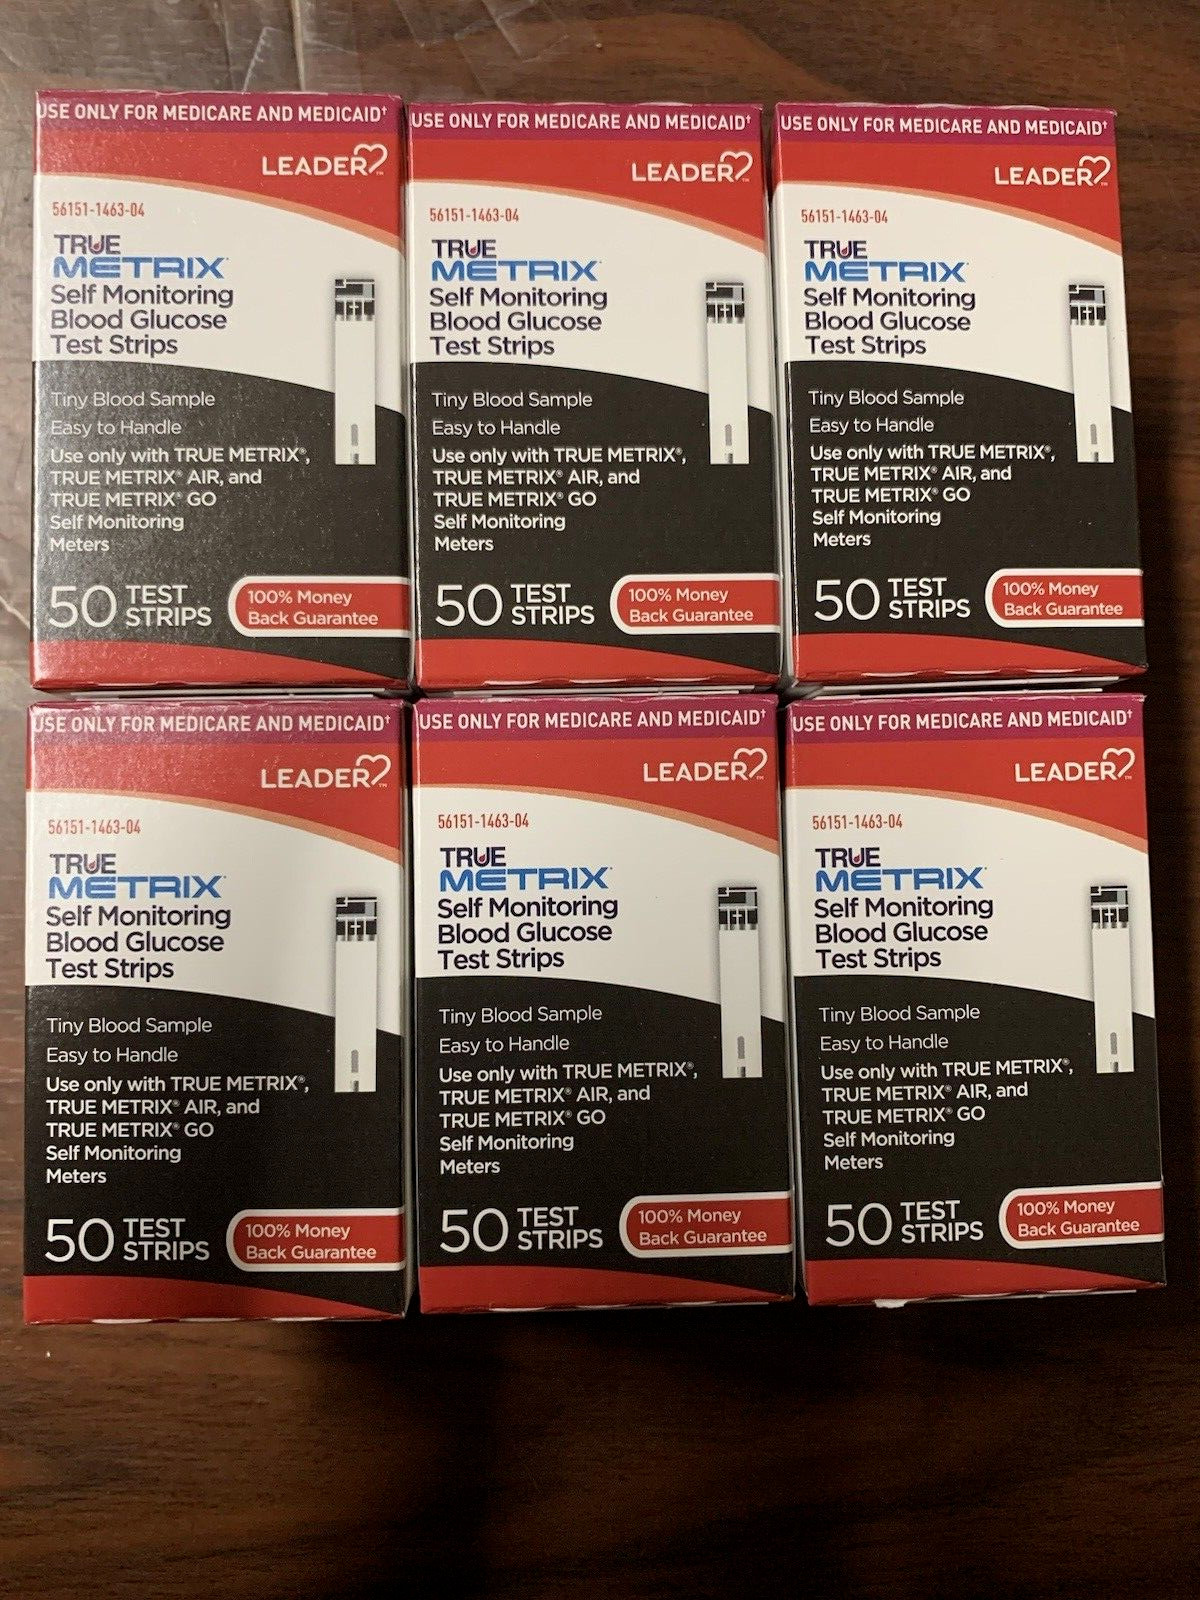 USE ONLY FOR MEDICARE AND MEDICAID†
LEADER™
56151-1463-04
TRUE
METRIX
Self Monitoring
Blood Glucose
Test Strips
Tiny Blood Sample
Easy to Handle
Use only with TRUE METRIX®,
TRUE METRIX® AIR, and
TRUE METRIX® GO
Self Monitoring
Meters
50 TEST
STRIPS
100% Money
Back Guarantee
USE ONLY FOR MEDICARE AND MEDICAID†
LEADER™
56151-1463-04
TRUE
METRIX
Self Monitoring
Blood Glucose
Test Strips
Tiny Blood Sample
Easy to Handle
Use only with TRUE METRIX®,
TRUE METRIX® AIR, and
TRUE METRIX® GO
Self Monitoring
Meters
50 TEST
STRIPS
100% Money
Back Guarantee
USE ONLY FOR MEDICARE AND MEDICAID†
LEADER™
56151-1463-04
TRUE
METRIX
Self Monitoring
Blood Glucose
Test Strips
Tiny Blood Sample
Easy to Handle
Use only with TRUE METRIX®,
TRUE METRIX® AIR, and
TRUE METRIX® GO
Self Monitoring
Meters
50 TEST
STRIPS
100% Money
Back Guarantee
USE ONLY FOR MEDICARE AND MEDICAID†
LEADER™
56151-1463-04
TRUE
METRIX
Self Monitoring
Blood Glucose
Test Strips
Tiny Blood Sample
Easy to Handle
Use only with TRUE METRIX®,
TRUE METRIX® AIR, and
TRUE METRIX® GO
Self Monitoring
Meters
50 TEST
STRIPS
100% Money
Back Guarantee
USE ONLY FOR MEDICARE AND MEDICAID†
LEADER™
56151-1463-04
TRUE
METRIX
Self Monitoring
Blood Glucose
Test Strips
Tiny Blood Sample
Easy to Handle
Use only with TRUE METRIX®,
TRUE METRIX® AIR, and
TRUE METRIX® GO
Self Monitoring
Meters
50 TEST
STRIPS
100% Money
Back Guarantee
USE ONLY FOR MEDICARE AND MEDICAID†
LEADER™
56151-1463-04
TRUE
METRIX
Self Monitoring
Blood Glucose
Test Strips
Tiny Blood Sample
Easy to Handle
Use only with TRUE METRIX®,
TRUE METRIX® AIR, and
TRUE METRIX® GO
Self Monitoring
Meters
50 TEST
STRIPS
100% Money
Back Guarantee